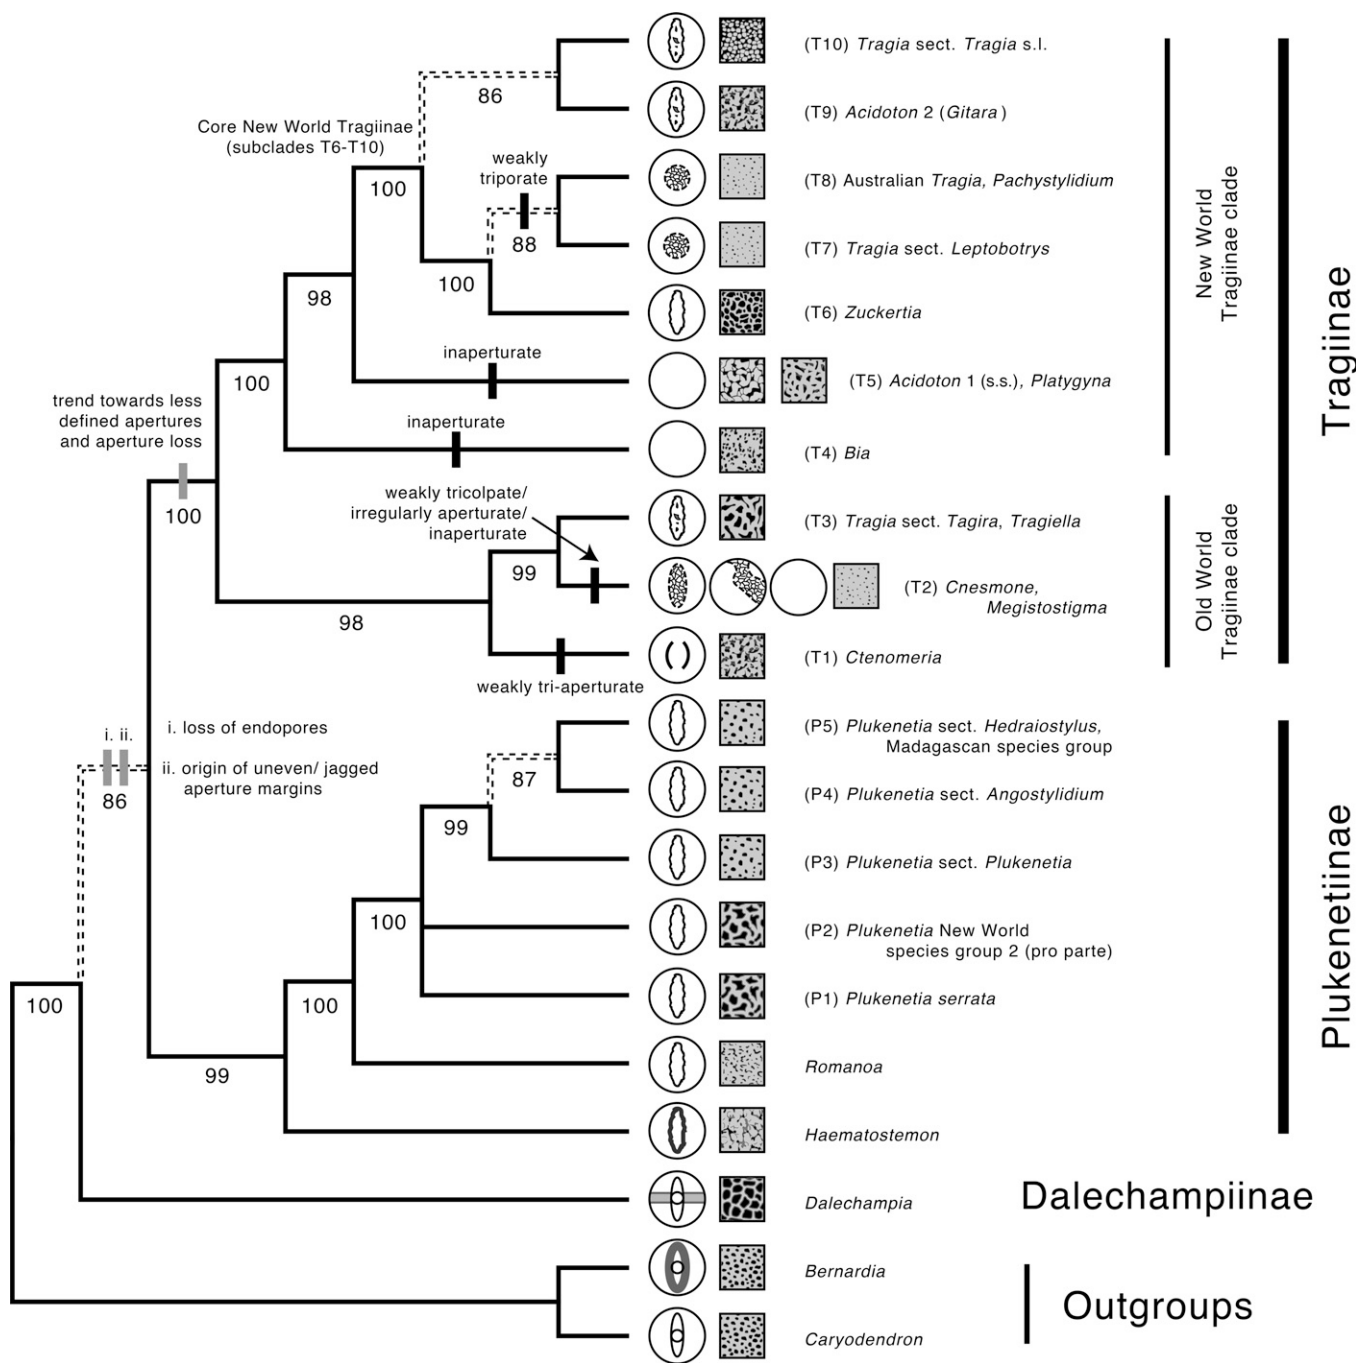 (T10) Tragia sect. Tragia s.l.
86
(T9) Acidoton 2 (Gitara)
Core New World Tragiinae
(subclades T6-T10)
weakly
triporate
100
(T8) Australian Tragia, Pachystylidium
88
(T7) Tragia sect. Leptobotrys
100
98
(T6) Zuckertia
inaperturate
(T5) Acidoton 1 (s.s.), Platygyna
100
trend towards less
defined apertures
and aperture loss
inaperturate
(T4) Bia
New World
Tragiinae clade
Tragiinae
100
weakly tricolpate/
irregularly aperturate/
inaperturate
(T3) Tragia sect. Tagira, Tragiella
99
(T2) Cnesmone,
Megistostigma
98
(T1) Ctenomeria
weakly tri-aperturate
Old World
Tragiinae clade
i. ii.
86
i. loss of endopores
ii. origin of uneven/ jagged
aperture margins
(P5) Plukenetia sect. Hedraiostylus,
Madagascan species group
87
(P4) Plukenetia sect. Angostylidium
99
(P3) Plukenetia sect. Plukenetia
100
(P2) Plukenetia New World
species group 2 (pro parte)
(P1) Plukenetia serrata
100
100
Romanoa
99
Haematostemon
Plukenetiinae
Dalechampia
Dalechampiinae
Bernardia
Caryodendron
Outgroups